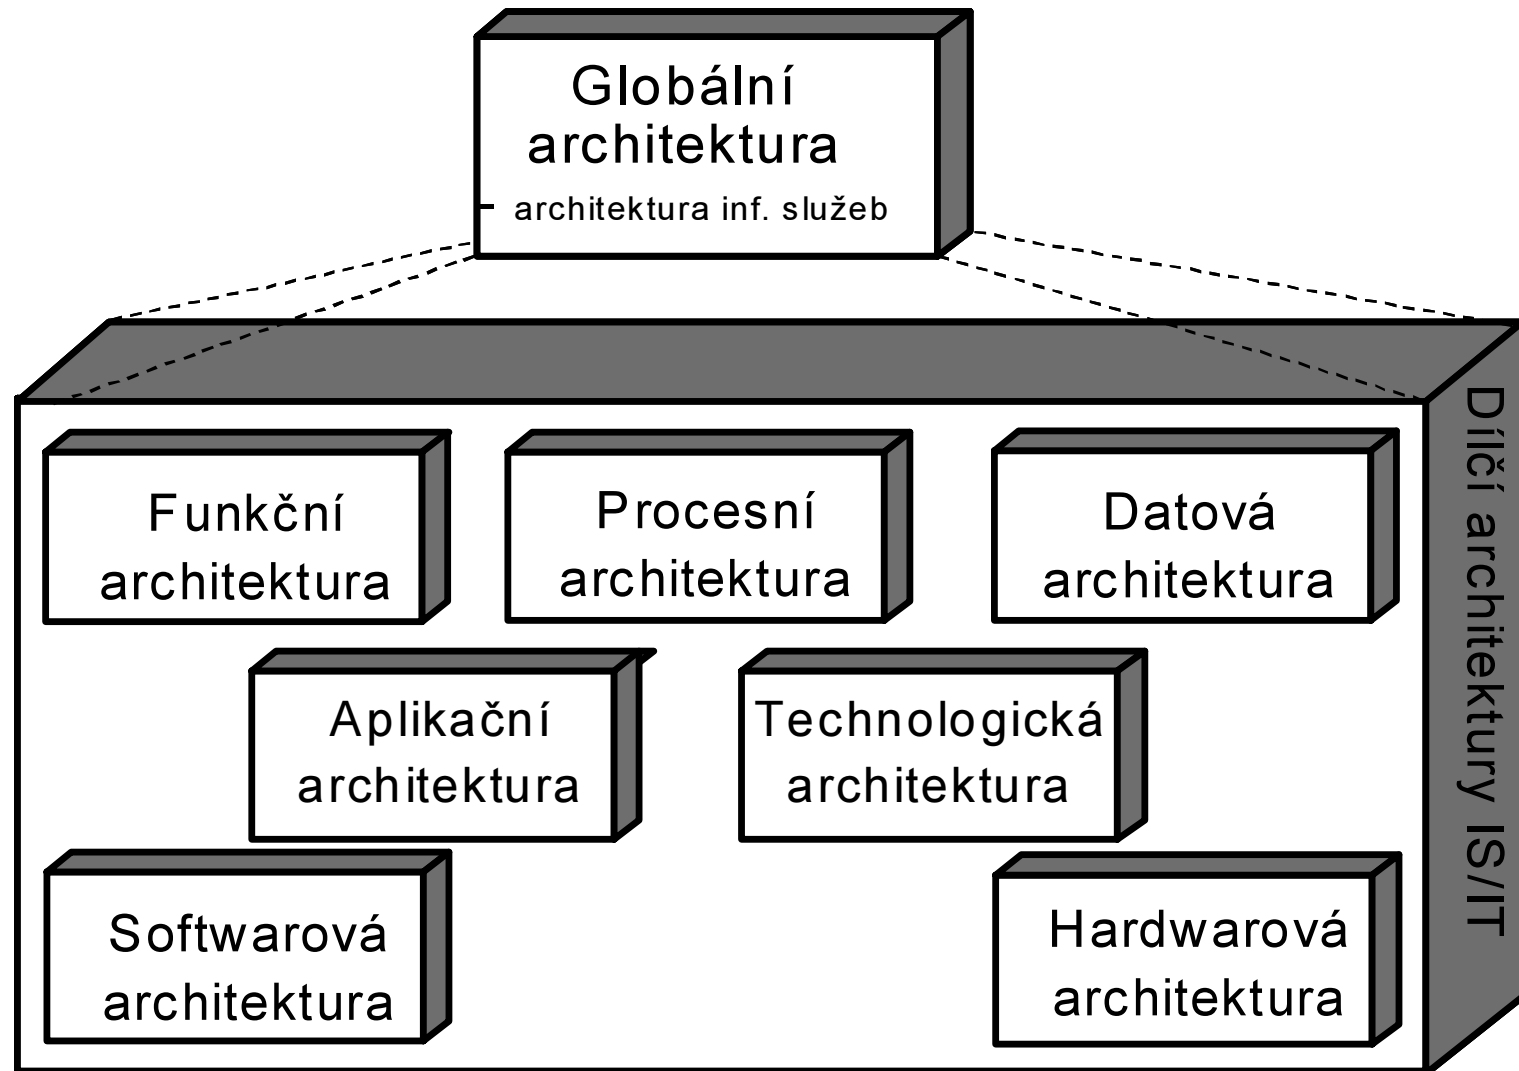 Globální
architektura
- architektura inf. služeb
Funkční
architektura
Procesní
architektura
Datová
architektura
Aplikační
architektura
Technologická
architektura
Softwarová
architektura
Hardwarová
architektura
Dílčí architektury IS/IT